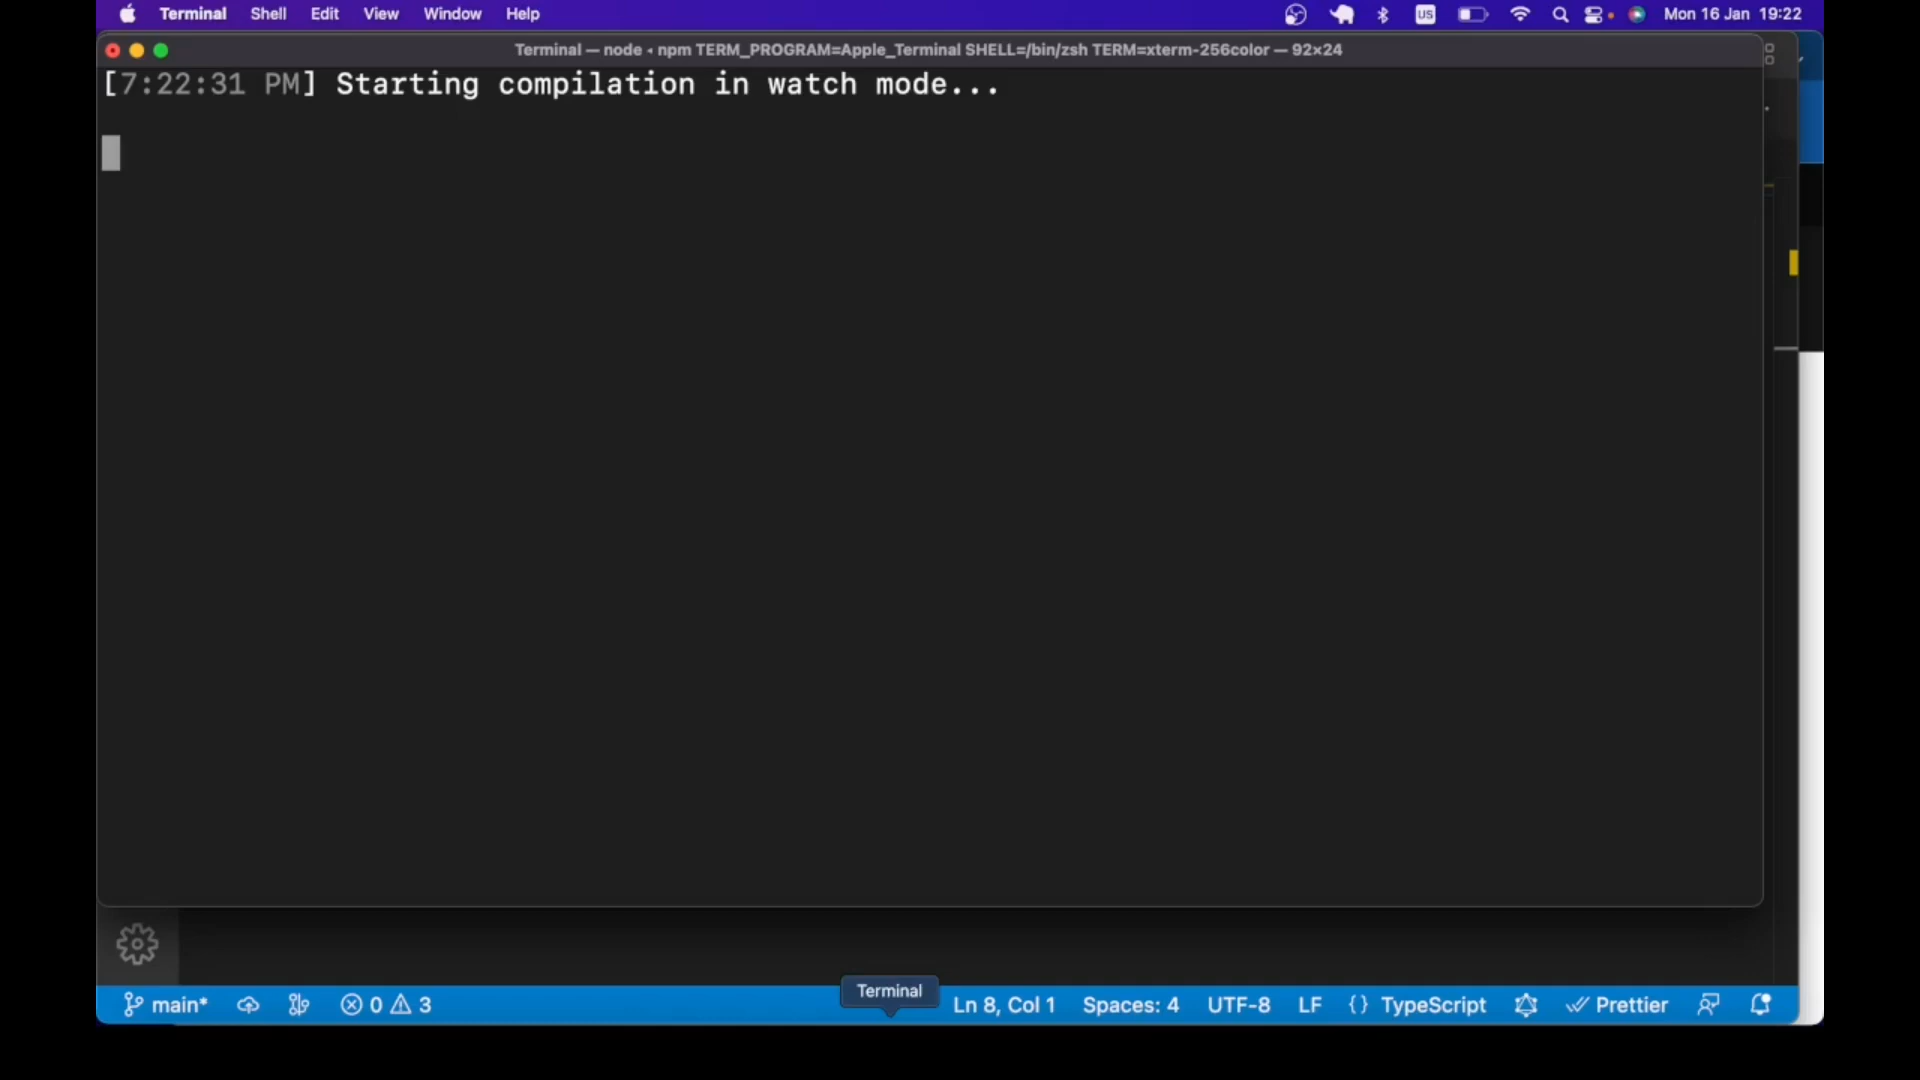 Terminal Shell Edit View Window Help US Mon 16 Jan 19:22
Terminal — node ◂ npm TERM_PROGRAM=Apple_Terminal SHELL=/bin/zsh TERM=xterm-256color — 92×24
[7:22:31 PM] Starting compilation in watch mode...
Terminal
main* 0 3 Ln 8, Col 1 Spaces: 4 UTF-8 LF {} TypeScript Prettier